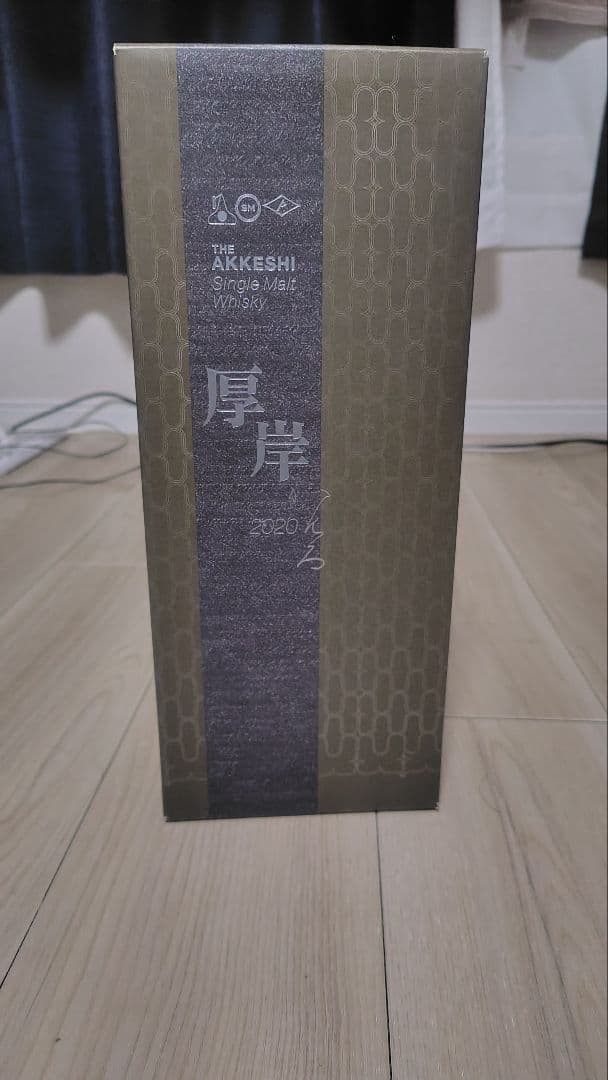 SM
THE
AKKESHI
Single Malt
Whisky
厚岸
2020